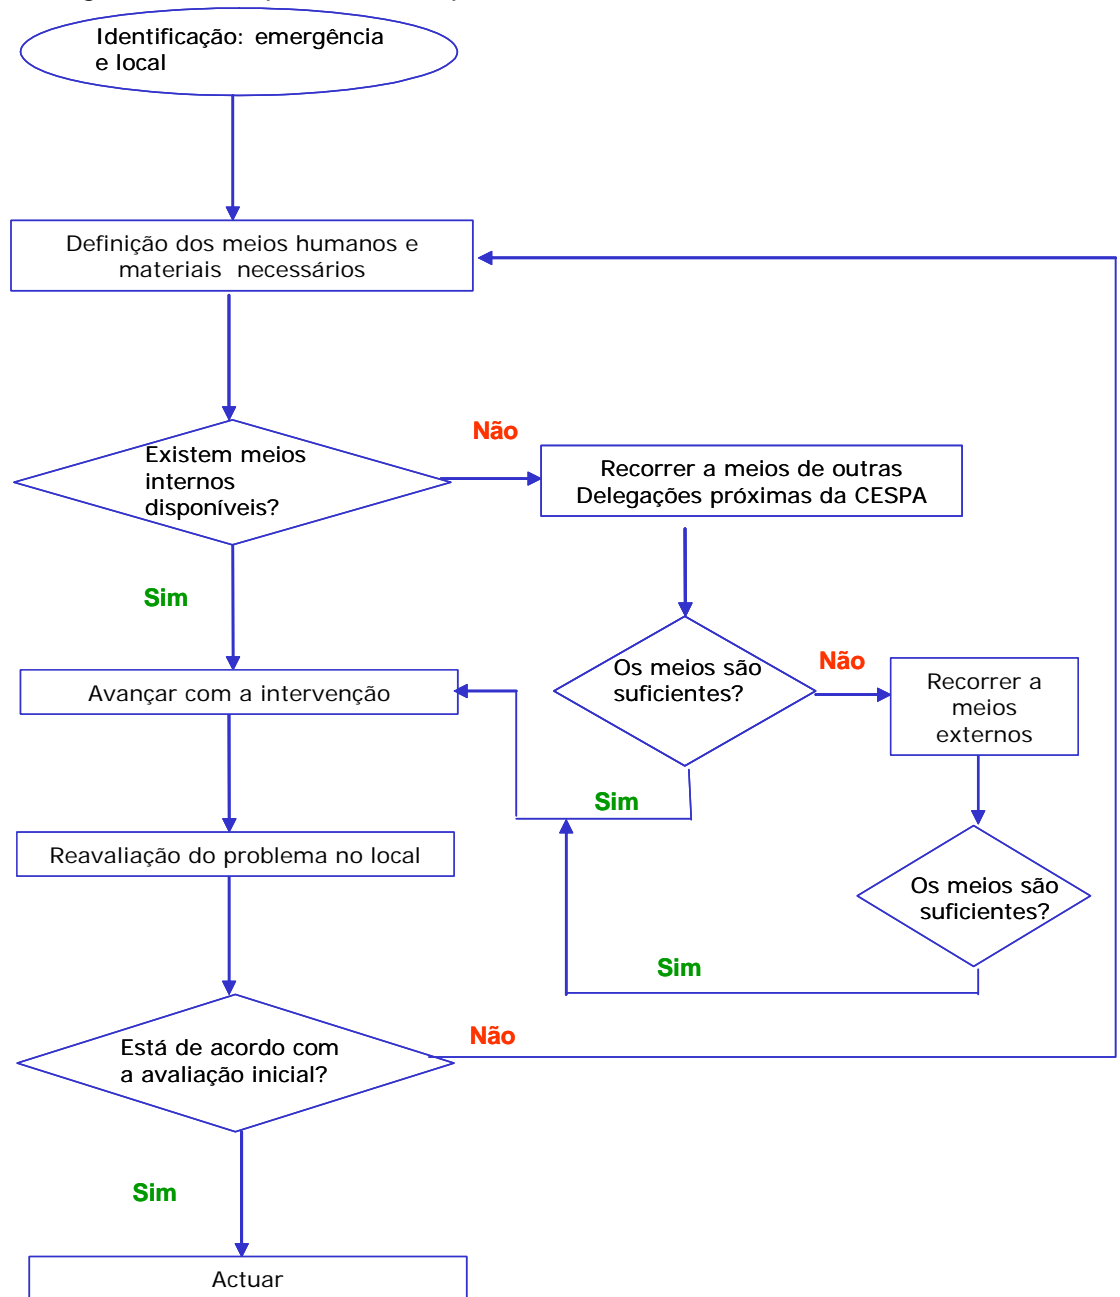 Identificação: emergência
e local
Definição dos meios humanos e
materiais necessários
Não
Existem meios
internos
disponíveis?
Recorrer a meios de outras
Delegações próximas da CESPA
Sim
Os meios são
suficientes?
Não
Recorrer a
meios
externos
Avançar com a intervenção
Sim
Reavaliação do problema no local
Os meios são
suficientes?
Sim
Não
Está de acordo com
a avaliação inicial?
Sim
Actuar